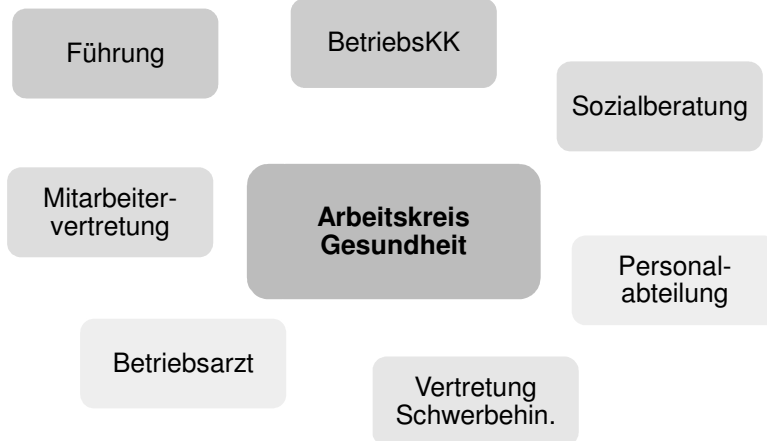 Führung
BetriebsKK
Sozialberatung
Mitarbeiter-
vertretung
Arbeitskreis
Gesundheit
Personal-
abteilung
Betriebsarzt
Vertretung
Schwerbehin.